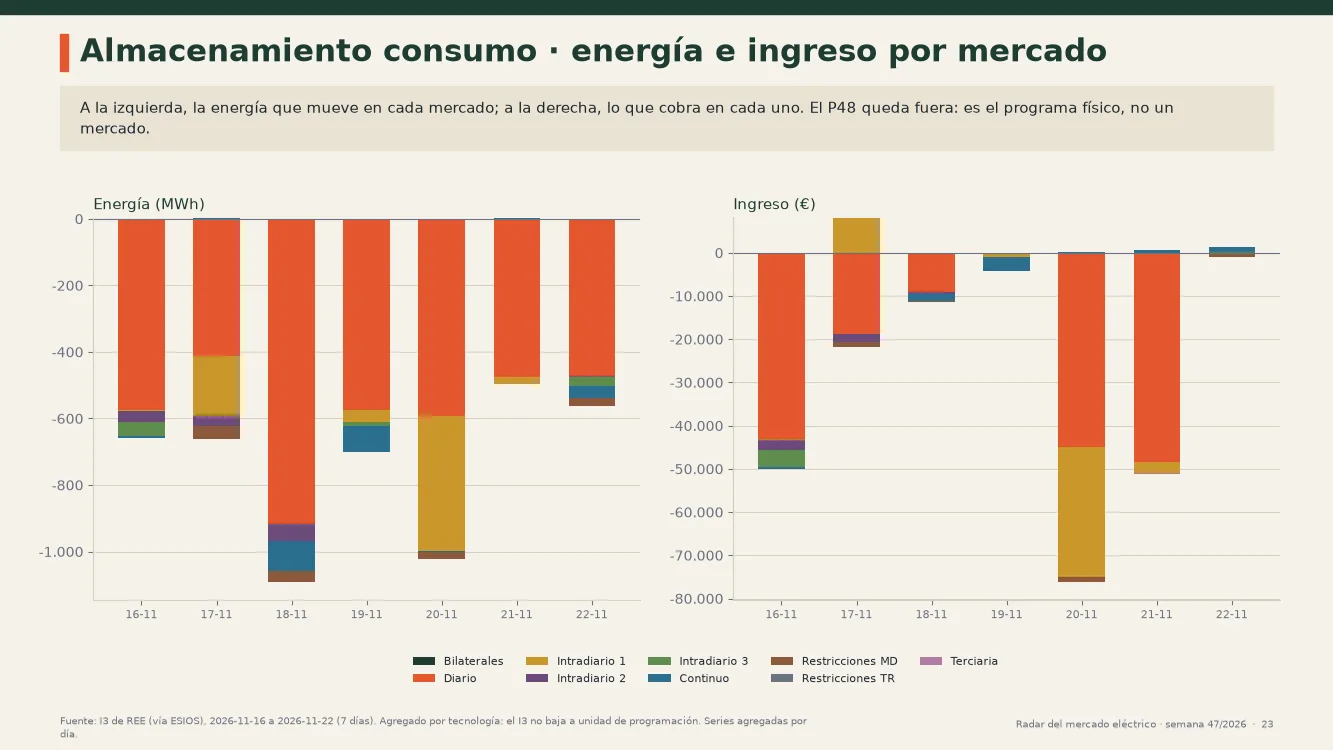 Almacenamiento consumo · energía e ingreso por mercado
A la izquierda, la energía que mueve en cada mercado; a la derecha, lo que cobra en cada uno. El P48 queda fuera: es el programa físico, no un
mercado.
Energía (MWh)
0
-200
-400
-600
-800
-1.000
16-11 17-11 18-11 19-11 20-11 21-11 22-11
Ingreso (€)
0
-10.000
-20.000
-30.000
-40.000
-50.000
-60.000
-70.000
-80.000
16-11 17-11 18-11 19-11 20-11 21-11 22-11
Bilaterales Intradiario 1 Intradiario 3 Restricciones MD Terciaria
Diario Intradiario 2 Continuo Restricciones TR
Fuente: I3 de REE (vía ESIOS), 2026-11-16 a 2026-11-22 (7 días). Agregado por tecnología: el I3 no baja a unidad de programación. Series agregadas por
día.
Radar del mercado eléctrico · semana 47/2026 · 23